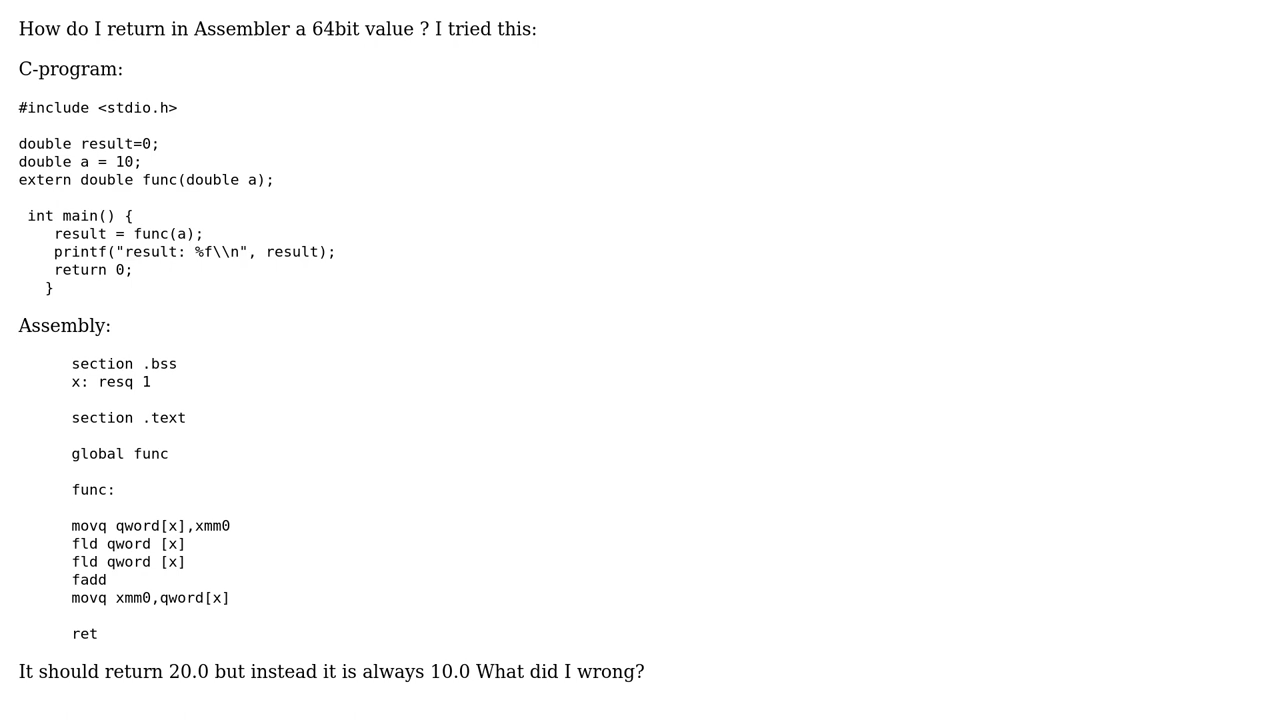 How do I return in Assembler a 64bit value ? I tried this:
C-program:
#include <stdio.h>
double result=0;
double a = 10;
extern double func(double a);
int main() {
result = func(a);
printf("result: %f\\n", result);
return 0;
}
Assembly:
section .bss
x: resq 1
section .text
global func
func:
movq qword[x],xmm0
fld qword [x]
fld qword [x]
fadd
movq xmm0,qword[x]
ret
It should return 20.0 but instead it is always 10.0 What did I wrong?